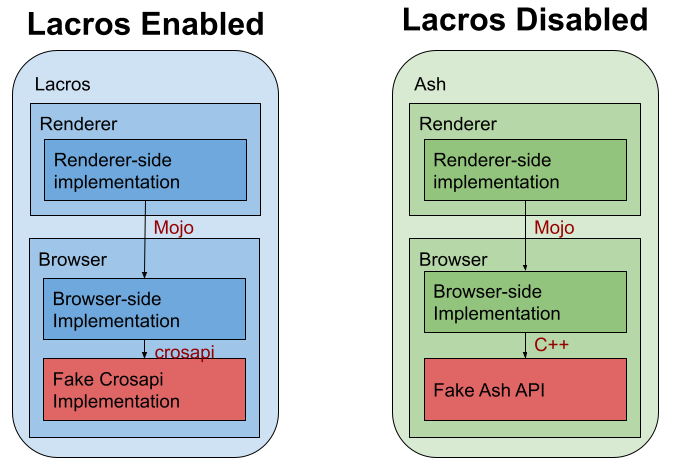 Lacros Enabled
Lacros
Renderer
Renderer-side
implementation
Mojo
Browser
Browser-side
Implementation
crosapi
Fake Crosapi
Implementation
Lacros Disabled
Ash
Renderer
Renderer-side
implementation
Mojo
Browser
Browser-side
Implementation
C++
Fake Ash API